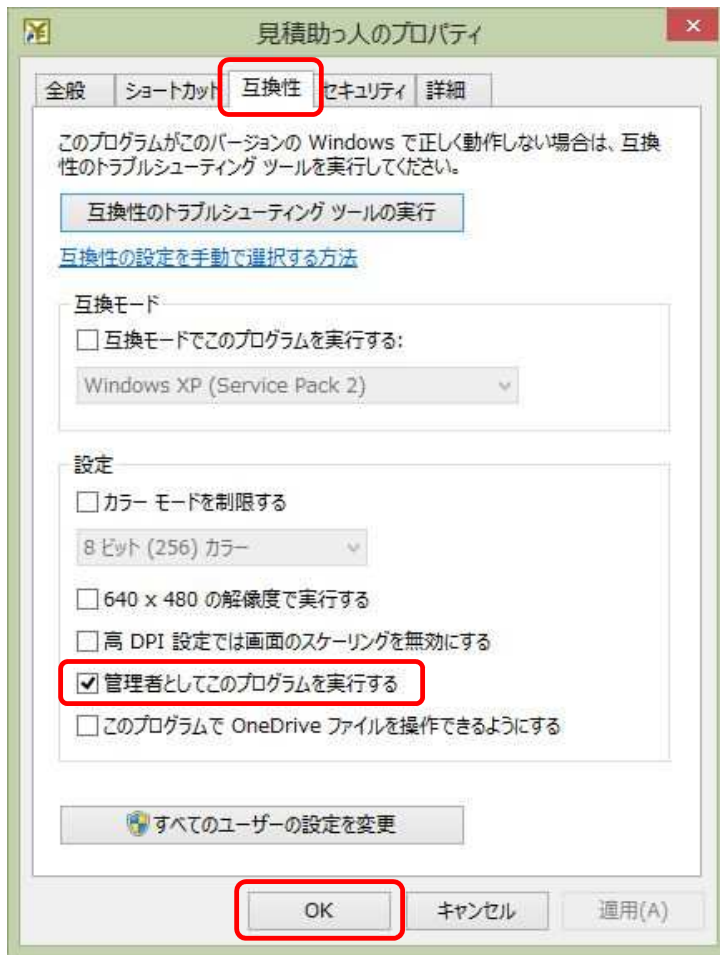 見積助っ人のプロパティ
全般 ショートカット 互換性 セキュリティ 詳細
このプログラムがこのバージョンの Windows で正しく動作しない場合は、互換
性のトラブルシューティング ツールを実行してください。
互換性のトラブルシューティング ツールの実行
互換性の設定を手動で選択する方法
互換モード
互換モードでこのプログラムを実行する:
Windows XP (Service Pack 2)
設定
カラー モードを制限する
8 ビット (256) カラー
640 x 480 の解像度で実行する
高 DPI 設定では画面のスケーリングを無効にする
管理者としてこのプログラムを実行する
このプログラムで OneDrive ファイルを操作できるようにする
すべてのユーザーの設定を変更
OK キャンセル 適用(A)